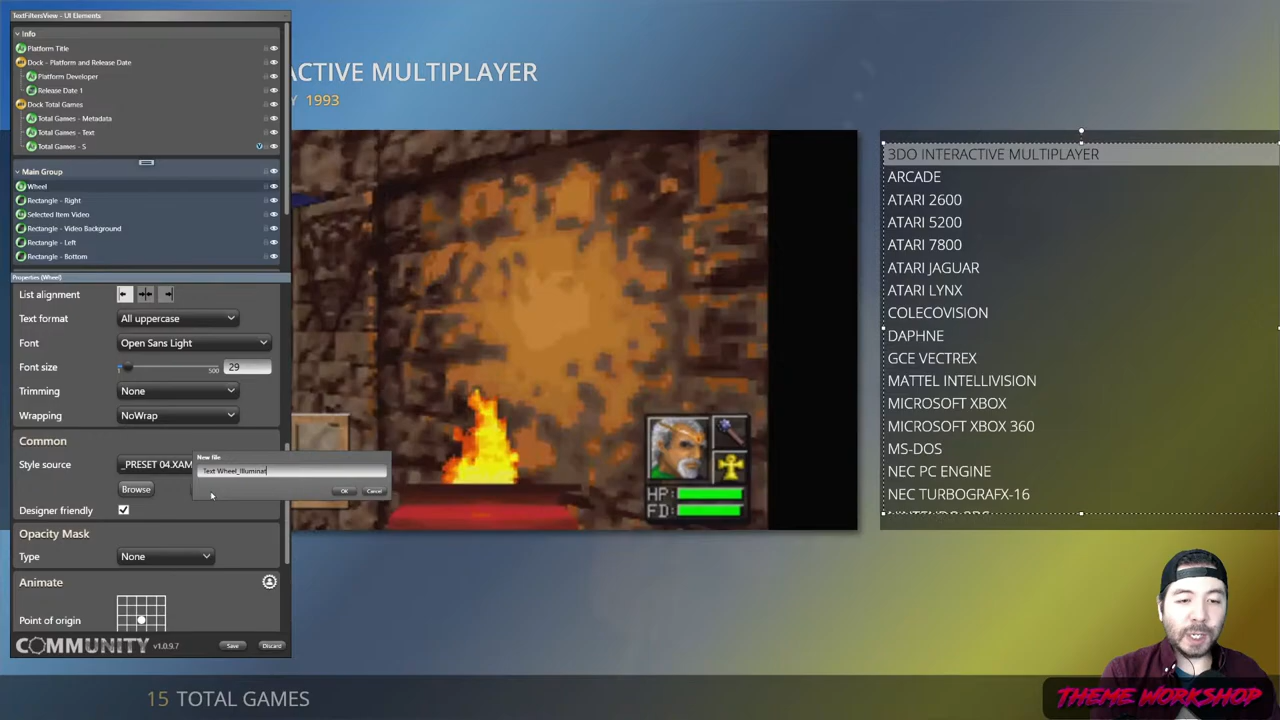 TextFiltersView - UI Elements
Info
Platform Title
Dock - Platform and Release Date
Platform Developer
Release Date 1
Dock Total Games
Total Games - Metadata
Total Games - Text
Total Games - S
Main Group
Wheel
Rectangle - Right
Selected Item Video
Rectangle - Video Background
Rectangle - Left
Rectangle - Bottom
Properties (Wheel)
List alignment
Text format All uppercase
Font Open Sans Light
Font size 1 500 29
Trimming None
Wrapping NoWrap
Common
Style source _PRESET 04.XAM
Browse
Designer friendly
Opacity Mask
Type None
Animate
Point of origin
COMMUNITY v1.0.9.7 Save Discard
New file
Text Wheel_Illuminat
OK Cancel
ACTIVE MULTIPLAYER
Y 1993
HP:
FD:
3DO INTERACTIVE MULTIPLAYER
ARCADE
ATARI 2600
ATARI 5200
ATARI 7800
ATARI JAGUAR
ATARI LYNX
COLECOVISION
DAPHNE
GCE VECTREX
MATTEL INTELLIVISION
MICROSOFT XBOX
MICROSOFT XBOX 360
MS-DOS
NEC PC ENGINE
NEC TURBOGRAFX-16
15 TOTAL GAMES
THEME WORKSHOP